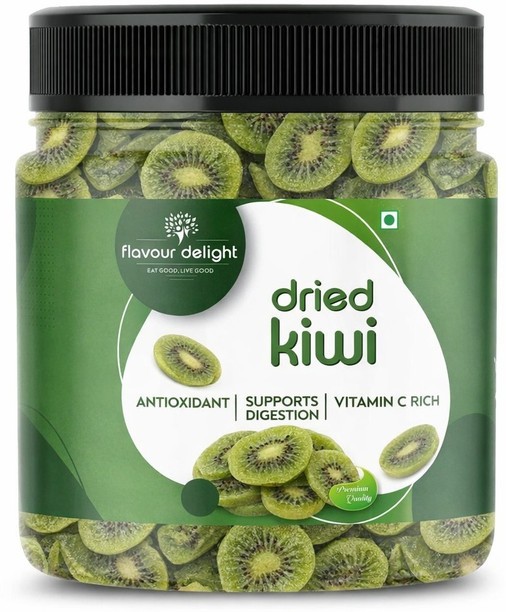 flavour delight
EAT GOOD, LIVE GOOD
dried
kiwi
ANTIOXIDANT | SUPPORTS DIGESTION | VITAMIN C RICH
Premium
Quality